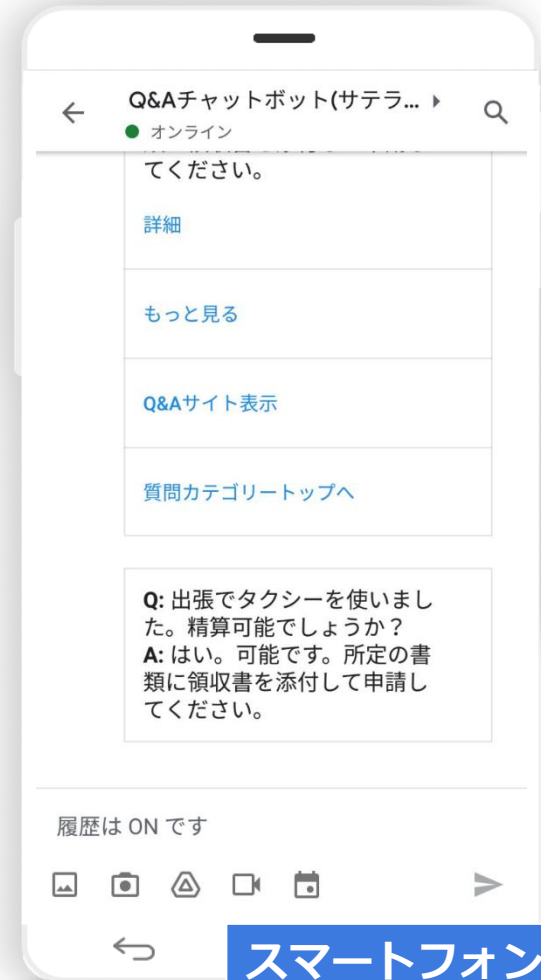 Q&Aチャットボット(サテラ...
オンライン
てください。
詳細
もっと見る
Q&Aサイト表示
質問カテゴリートップへ
Q: 出張でタクシーを使いまし
た。精算可能でしょうか？
A: はい。可能です。所定の書
類に領収書を添付して申請し
てください。
履歴は ON です
スマートフォン